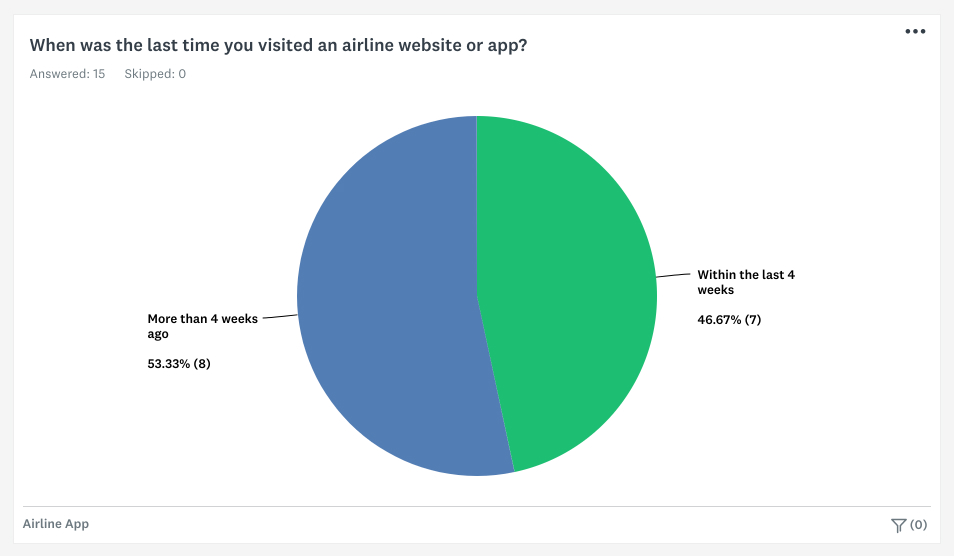 When was the last time you visited an airline website or app?
Answered: 15 Skipped: 0
Within the last 4
weeks
46.67% (7)
More than 4 weeks
ago
53.33% (8)
Airline App
(0)